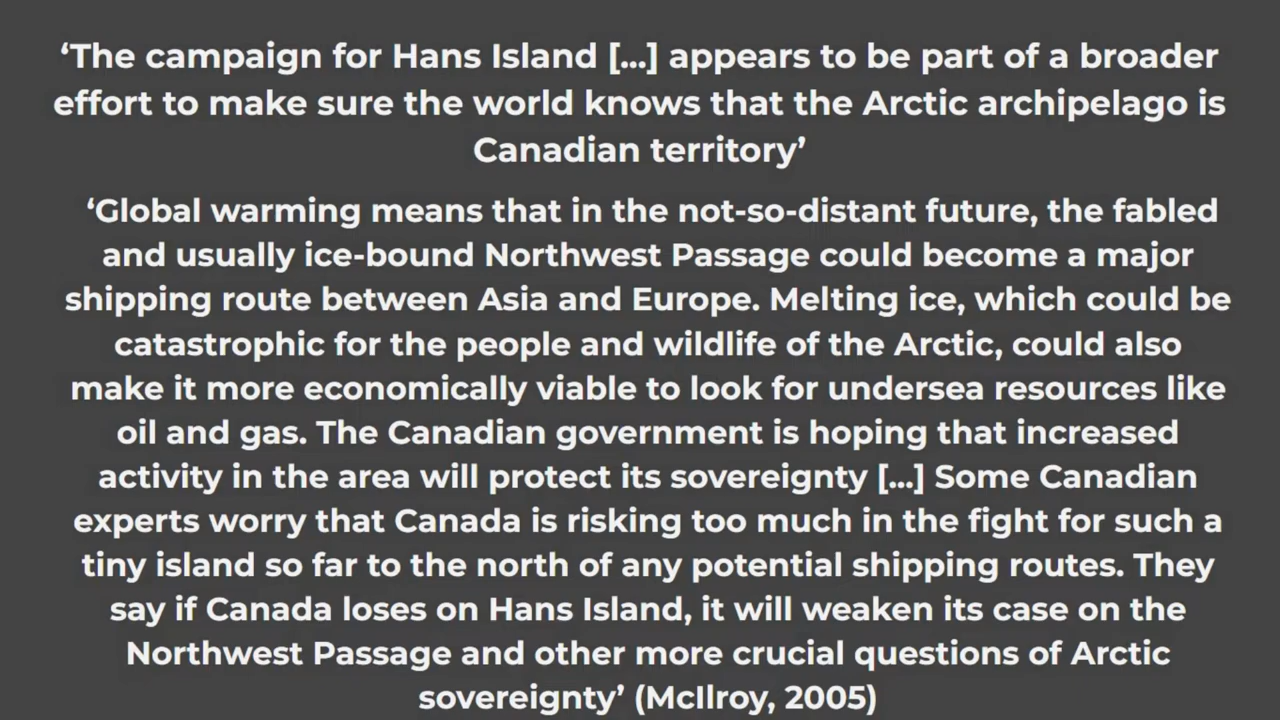 ‘The campaign for Hans Island [...] appears to be part of a broader
effort to make sure the world knows that the Arctic archipelago is
Canadian territory’
‘Global warming means that in the not-so-distant future, the fabled
and usually ice-bound Northwest Passage could become a major
shipping route between Asia and Europe. Melting ice, which could be
catastrophic for the people and wildlife of the Arctic, could also
make it more economically viable to look for undersea resources like
oil and gas. The Canadian government is hoping that increased
activity in the area will protect its sovereignty [...] Some Canadian
experts worry that Canada is risking too much in the fight for such a
tiny island so far to the north of any potential shipping routes. They
say if Canada loses on Hans Island, it will weaken its case on the
Northwest Passage and other more crucial questions of Arctic
sovereignty’ (McIlroy, 2005)